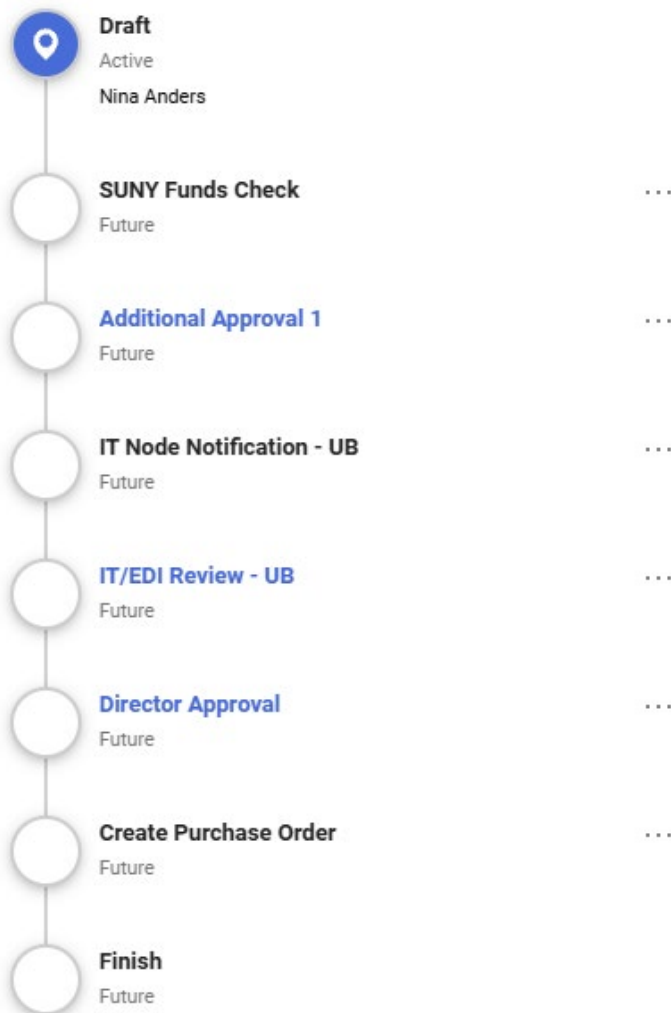 Draft
Active
Nina Anders
SUNY Funds Check
...
Future
Additional Approval 1
...
Future
IT Node Notification - UB
...
Future
IT/EDI Review - UB
...
Future
Director Approval
...
Future
Create Purchase Order
...
Future
Finish
Future